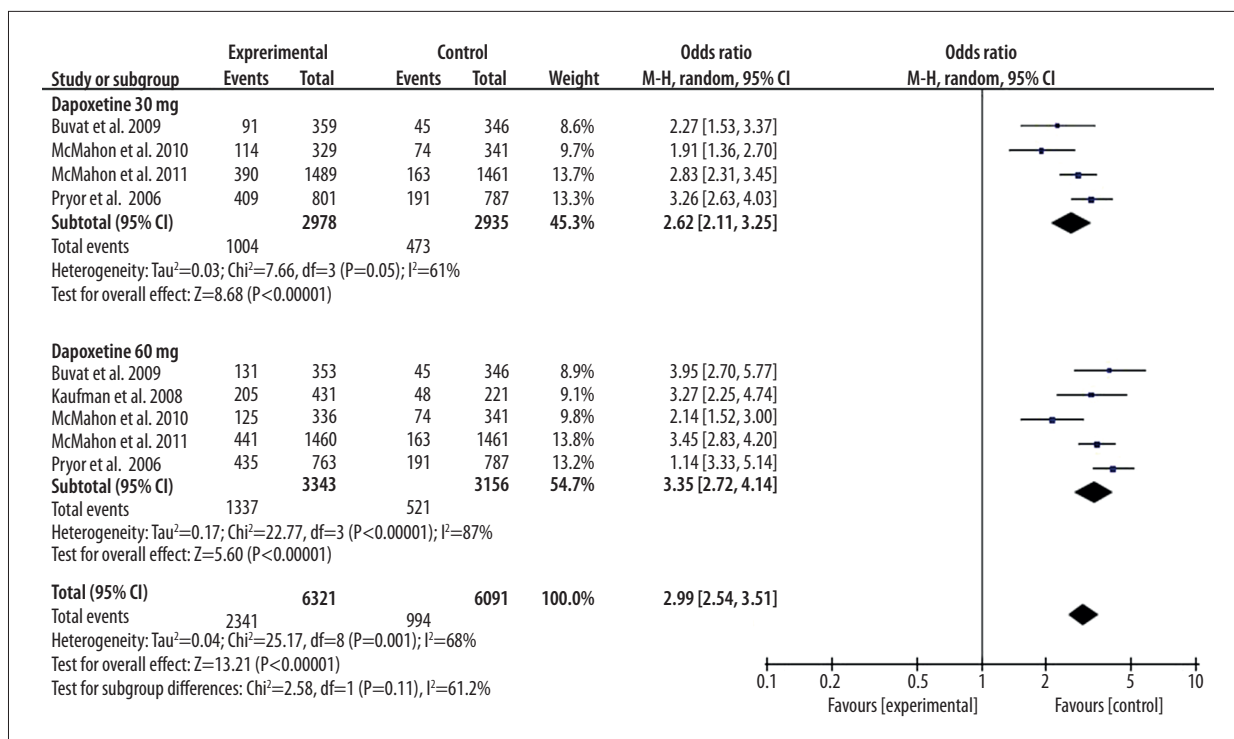 Exprerimental Control Odds ratio Odds ratio
Study or subgroup Events Total Events Total Weight M-H, random, 95% CI M-H, random, 95% CI
Dapoxetine 30 mg
Buvat et al. 2009 91 359 45 346 8.6% 2.27 [1.53, 3.37]
McMahon et al. 2010 114 329 74 341 9.7% 1.91 [1.36, 2.70]
McMahon et al. 2011 390 1489 163 1461 13.7% 2.83 [2.31, 3.45]
Pryor et al. 2006 409 801 191 787 13.3% 3.26 [2.63, 4.03]
Subtotal (95% CI) 2978 2935 45.3% 2.62 [2.11, 3.25]
Total events 1004 473
Heterogeneity: Tau²=0.03; Chi²=7.66, df=3 (P=0.05); I²=61%
Test for overall effect: Z=8.68 (P<0.00001)
Dapoxetine 60 mg
Buvat et al. 2009 131 353 45 346 8.9% 3.95 [2.70, 5.77]
Kaufman et al. 2008 205 431 48 221 9.1% 3.27 [2.25, 4.74]
McMahon et al. 2010 125 336 74 341 9.8% 2.14 [1.52, 3.00]
McMahon et al. 2011 441 1460 163 1461 13.8% 3.45 [2.83, 4.20]
Pryor et al. 2006 435 763 191 787 13.2% 1.14 [3.33, 5.14]
Subtotal (95% CI) 3343 3156 54.7% 3.35 [2.72, 4.14]
Total events 1337 521
Heterogeneity: Tau²=0.17; Chi²=22.77, df=3 (P<0.00001); I²=87%
Test for overall effect: Z=5.60 (P<0.00001)
Total (95% CI) 6321 6091 100.0% 2.99 [2.54, 3.51]
Total events 2341 994
Heterogeneity: Tau²=0.04; Chi²=25.17, df=8 (P=0.001); I²=68%
Test for overall effect: Z=13.21 (P<0.00001)
Test for subgroup differences: Chi²=2.58, df=1 (P=0.11), I²=61.2%
0.1 0.2 0.5 1 2 5 10
Favours [experimental] Favours [control]